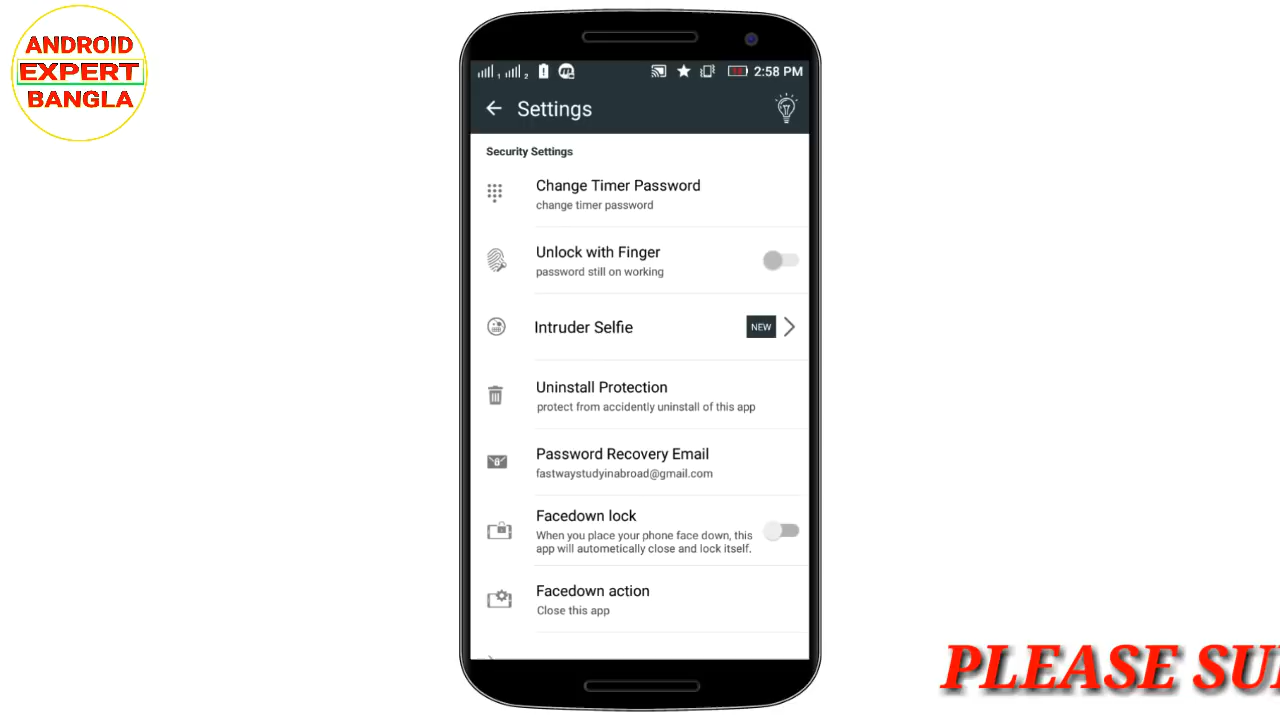 ANDROID
EXPERT
BANGLA
1 2 2:58 PM
Settings
Security Settings
Change Timer Password
change timer password
Unlock with Finger
password still on working
Intruder Selfie NEW
Uninstall Protection
protect from accidently uninstall of this app
Password Recovery Email
fastwaystudyinabroad@gmail.com
Facedown lock
When you place your phone face down, this
app will automatically close and lock itself.
Facedown action
Close this app
PLEASE